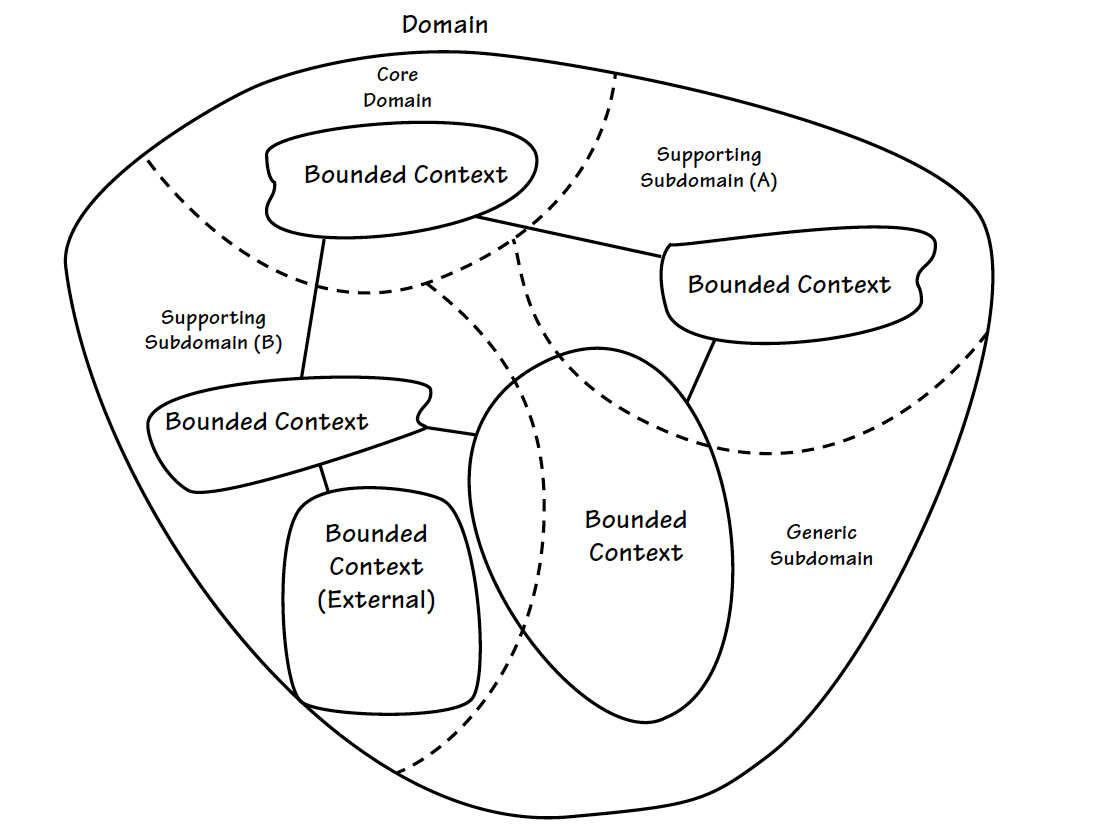 Domain
Core
Domain
Bounded Context
Supporting
Subdomain (A)
Bounded Context
Supporting
Subdomain (B)
Bounded Context
Bounded
Context
(External)
Bounded
Context
Generic
Subdomain